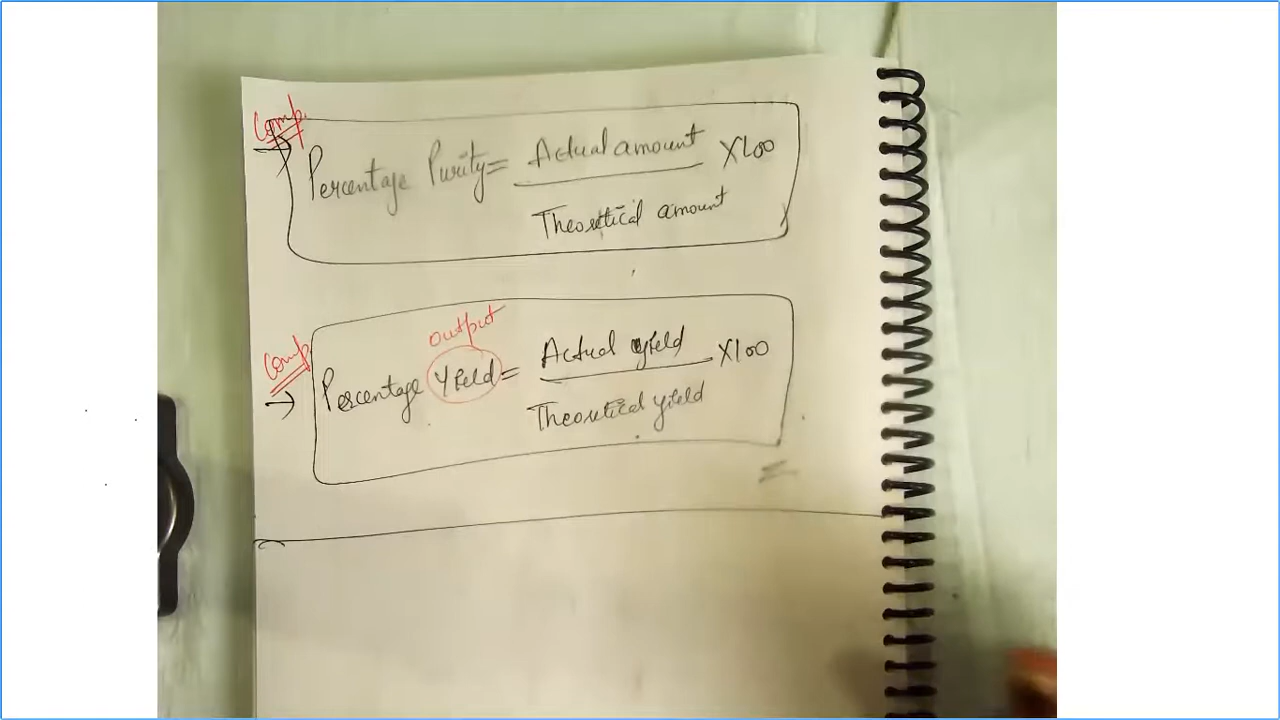 Comp.
→ Percentage Purity = Actual amount / Theoretical amount X100
output
Comp.
→ Percentage Yield = Actual yield / Theoretical yield X100